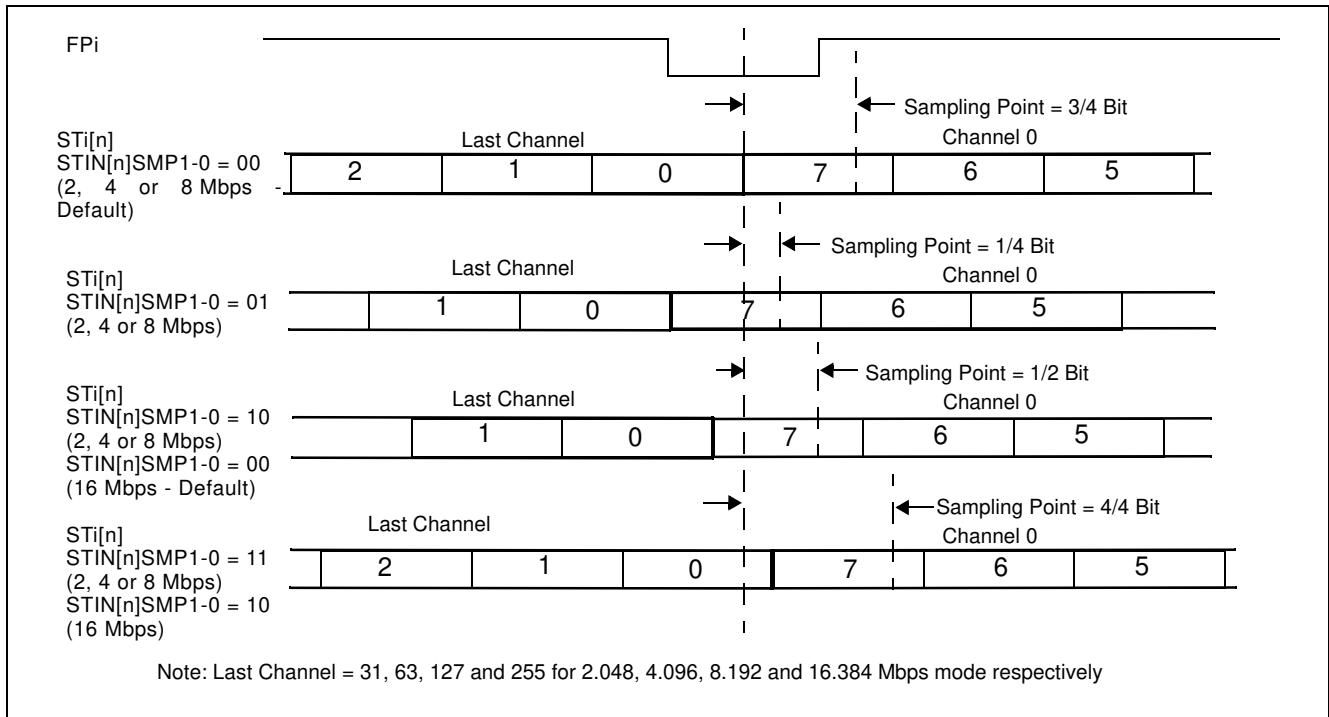 FPi
Sampling Point = 3/4 Bit
STi[n]
STIN[n]SMP1-0 = 00
(2, 4 or 8 Mbps -
Default)
Last Channel
Channel 0
2 1 0 7 6 5
Sampling Point = 1/4 Bit
STi[n]
STIN[n]SMP1-0 = 01
(2, 4 or 8 Mbps)
Last Channel
Channel 0
1 0 7 6 5
Sampling Point = 1/2 Bit
STi[n]
STIN[n]SMP1-0 = 10
(2, 4 or 8 Mbps)
STIN[n]SMP1-0 = 00
(16 Mbps - Default)
Last Channel
Channel 0
1 0 7 6 5
Sampling Point = 4/4 Bit
STi[n]
STIN[n]SMP1-0 = 11
(2, 4 or 8 Mbps)
STIN[n]SMP1-0 = 10
(16 Mbps)
Last Channel
Channel 0
2 1 0 7 6 5
Note: Last Channel = 31, 63, 127 and 255 for 2.048, 4.096, 8.192 and 16.384 Mbps mode respectively